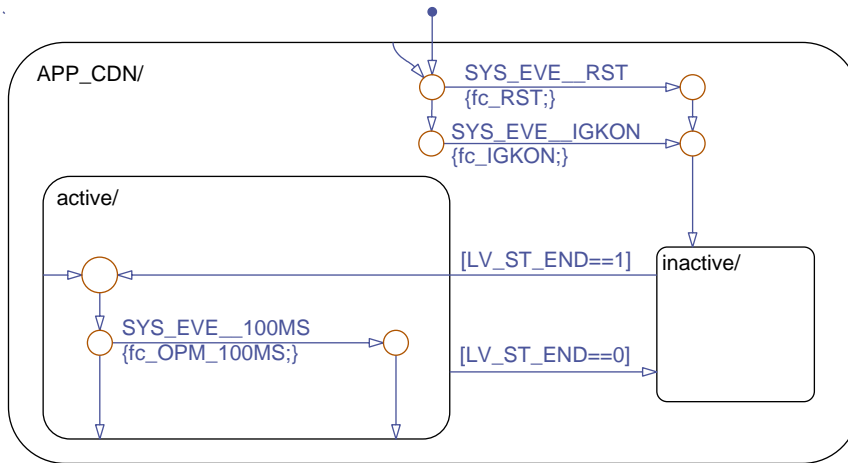 APP_CDN/
SYS_EVE__RST
{fc_RST;}
SYS_EVE__IGKON
{fc_IGKON;}
active/
[LV_ST_END==1]
inactive/
SYS_EVE__100MS
{fc_OPM_100MS;}
[LV_ST_END==0]